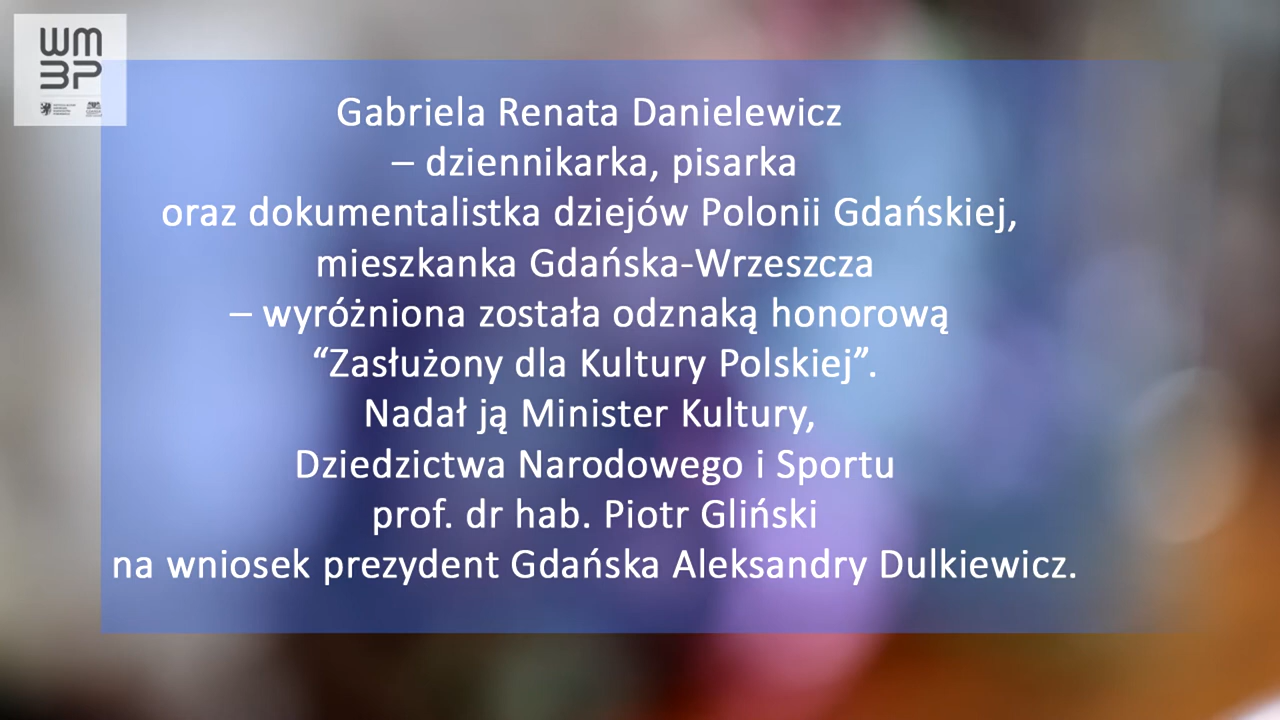 WM
BP
Gabriela Renata Danielewicz
– dziennikarka, pisarka
oraz dokumentalistka dziejów Polonii Gdańskiej,
mieszkanka Gdańska-Wrzeszcza
– wyróżniona została odznaką honorową
“Zasłużony dla Kultury Polskiej”.
Nadał ją Minister Kultury,
Dziedzictwa Narodowego i Sportu
prof. dr hab. Piotr Gliński
na wniosek prezydent Gdańska Aleksandry Dulkiewicz.